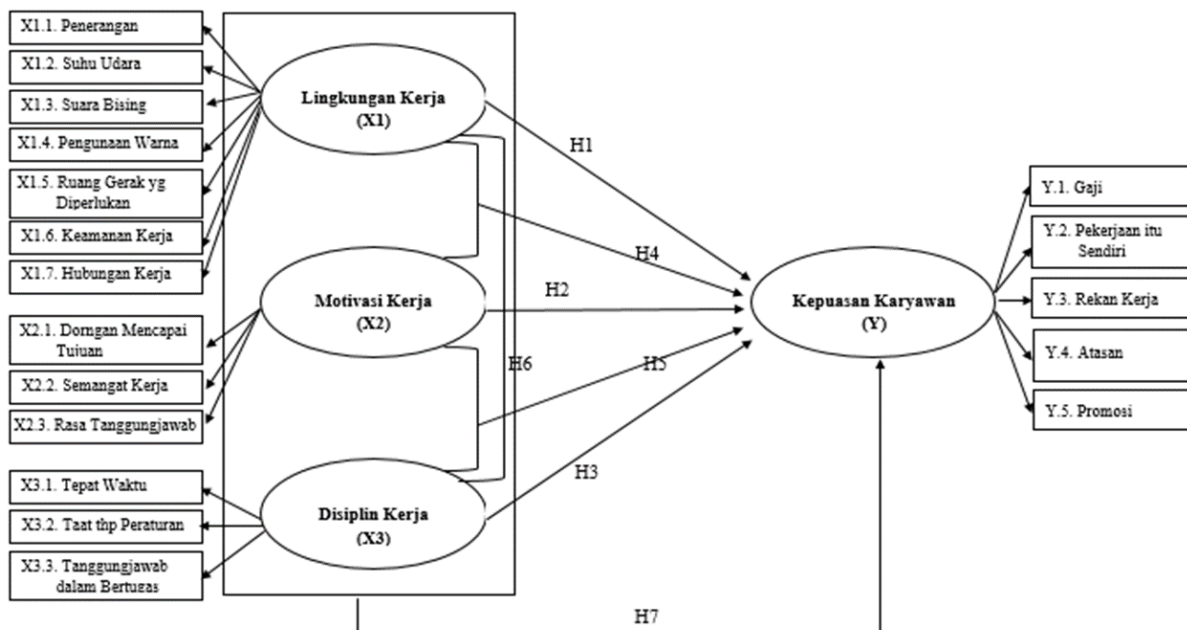 X1.1. Penerangan
X1.2. Suhu Udara
X1.3. Suara Bising
X1.4. Pengunaan Warna
X1.5. Ruang Gerak yg
Diperlukan
X1.6. Keamanan Kerja
X1.7. Hubungan Kerja
X2.1. Dorngan Mencapai
Tujuan
X2.2. Semangat Kerja
X2.3. Rasa Tanggungjawab
X3.1. Tepat Waktu
X3.2. Taat thp Peraturan
X3.3. Tanggungjawab
dalam Bertugas
Lingkungan Kerja
(X1)
Motivasi Kerja
(X2)
Disiplin Kerja
(X3)
H1
H4
H2
H6
H5
H3
H7
Kepuasan Karyawan
(Y)
Y.1. Gaji
Y.2. Pekerjaan itu
Sendiri
Y.3. Rekan Kerja
Y.4. Atasan
Y.5. Promosi